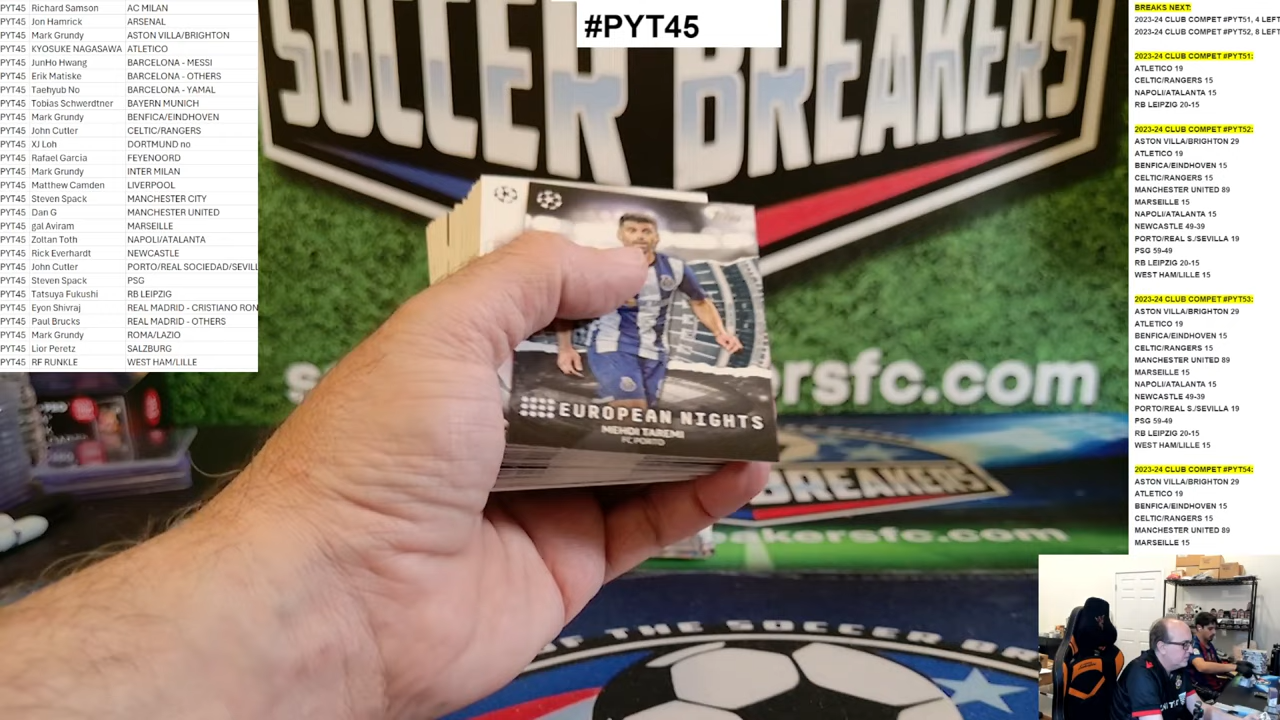 #PYT45
PYT45 Richard Samson AC MILAN
PYT45 Jon Hamrick ARSENAL
PYT45 Mark Grundy ASTON VILLA/BRIGHTON
PYT45 KYOSUKE NAGASAWA ATLETICO
PYT45 JunHo Hwang BARCELONA - MESSI
PYT45 Erik Matiske BARCELONA - OTHERS
PYT45 Taehyub No BARCELONA - YAMAL
PYT45 Tobias Schwerdtner BAYERN MUNICH
PYT45 Mark Grundy BENFICA/EINDHOVEN
PYT45 John Cutler CELTIC/RANGERS
PYT45 XJ Loh DORTMUND no
PYT45 Rafael Garcia FEYENOORD
PYT45 Mark Grundy INTER MILAN
PYT45 Matthew Camden LIVERPOOL
PYT45 Steven Spack MANCHESTER CITY
PYT45 Dan G MANCHESTER UNITED
PYT45 gal Aviram MARSEILLE
PYT45 Zoltan Toth NAPOLI/ATALANTA
PYT45 Rick Everhardt NEWCASTLE
PYT45 John Cutler PORTO/REAL SOCIEDAD/SEVILL
PYT45 Steven Spack PSG
PYT45 Tatsuya Fukushi RB LEIPZIG
PYT45 Eyon Shivraj REAL MADRID - CRISTIANO RON
PYT45 Paul Brucks REAL MADRID - OTHERS
PYT45 Mark Grundy ROMA/LAZIO
PYT45 Lior Peretz SALZBURG
PYT45 RF RUNKLE WEST HAM/LILLE
SOCCER BREAKERS
ersfc.com
EUROPEAN NIGHTS
MEHDI TAREMI
FC PORTO
BREAKERS
akersfc.com
OF THE SOCCER
BREAKS NEXT:
2023-24 CLUB COMPET #PYT51, 4 LEFT
2023-24 CLUB COMPET #PYT52, 8 LEFT
2023-24 CLUB COMPET #PYT51:
ATLETICO 19
CELTIC/RANGERS 15
NAPOLI/ATALANTA 15
RB LEIPZIG 20-15
2023-24 CLUB COMPET #PYT52:
ASTON VILLA/BRIGHTON 29
ATLETICO 19
BENFICA/EINDHOVEN 15
CELTIC/RANGERS 15
MANCHESTER UNITED 89
MARSEILLE 15
NAPOLI/ATALANTA 15
NEWCASTLE 49-39
PORTO/REAL S./SEVILLA 19
PSG 59-49
RB LEIPZIG 20-15
WEST HAM/LILLE 15
2023-24 CLUB COMPET #PYT53:
ASTON VILLA/BRIGHTON 29
ATLETICO 19
BENFICA/EINDHOVEN 15
CELTIC/RANGERS 15
MANCHESTER UNITED 89
MARSEILLE 15
NAPOLI/ATALANTA 15
NEWCASTLE 49-39
PORTO/REAL S./SEVILLA 19
PSG 59-49
RB LEIPZIG 20-15
WEST HAM/LILLE 15
2023-24 CLUB COMPET #PYT54:
ASTON VILLA/BRIGHTON 29
ATLETICO 19
BENFICA/EINDHOVEN 15
CELTIC/RANGERS 15
MANCHESTER UNITED 89
MARSEILLE 15